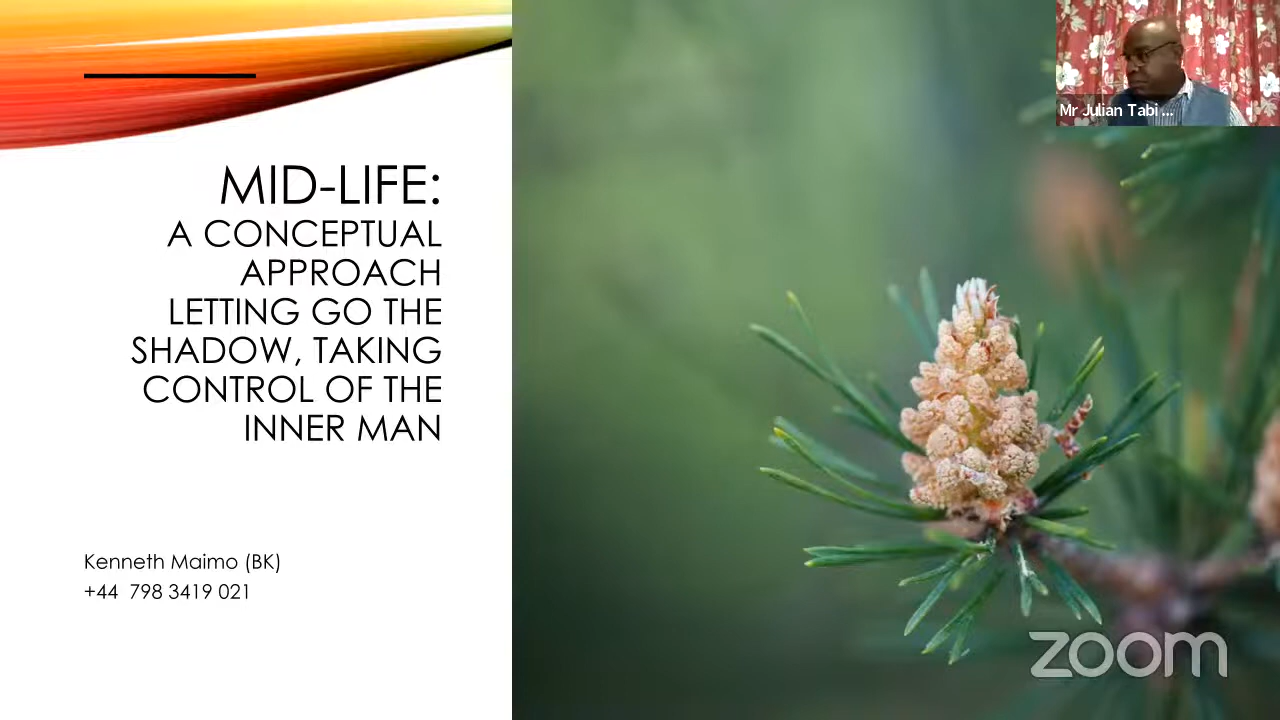 Mr Julian Tabi ...
MID-LIFE:
A CONCEPTUAL
APPROACH
LETTING GO THE
SHADOW, TAKING
CONTROL OF THE
INNER MAN
Kenneth Maimo (BK)
+44  798 3419 021
zoom